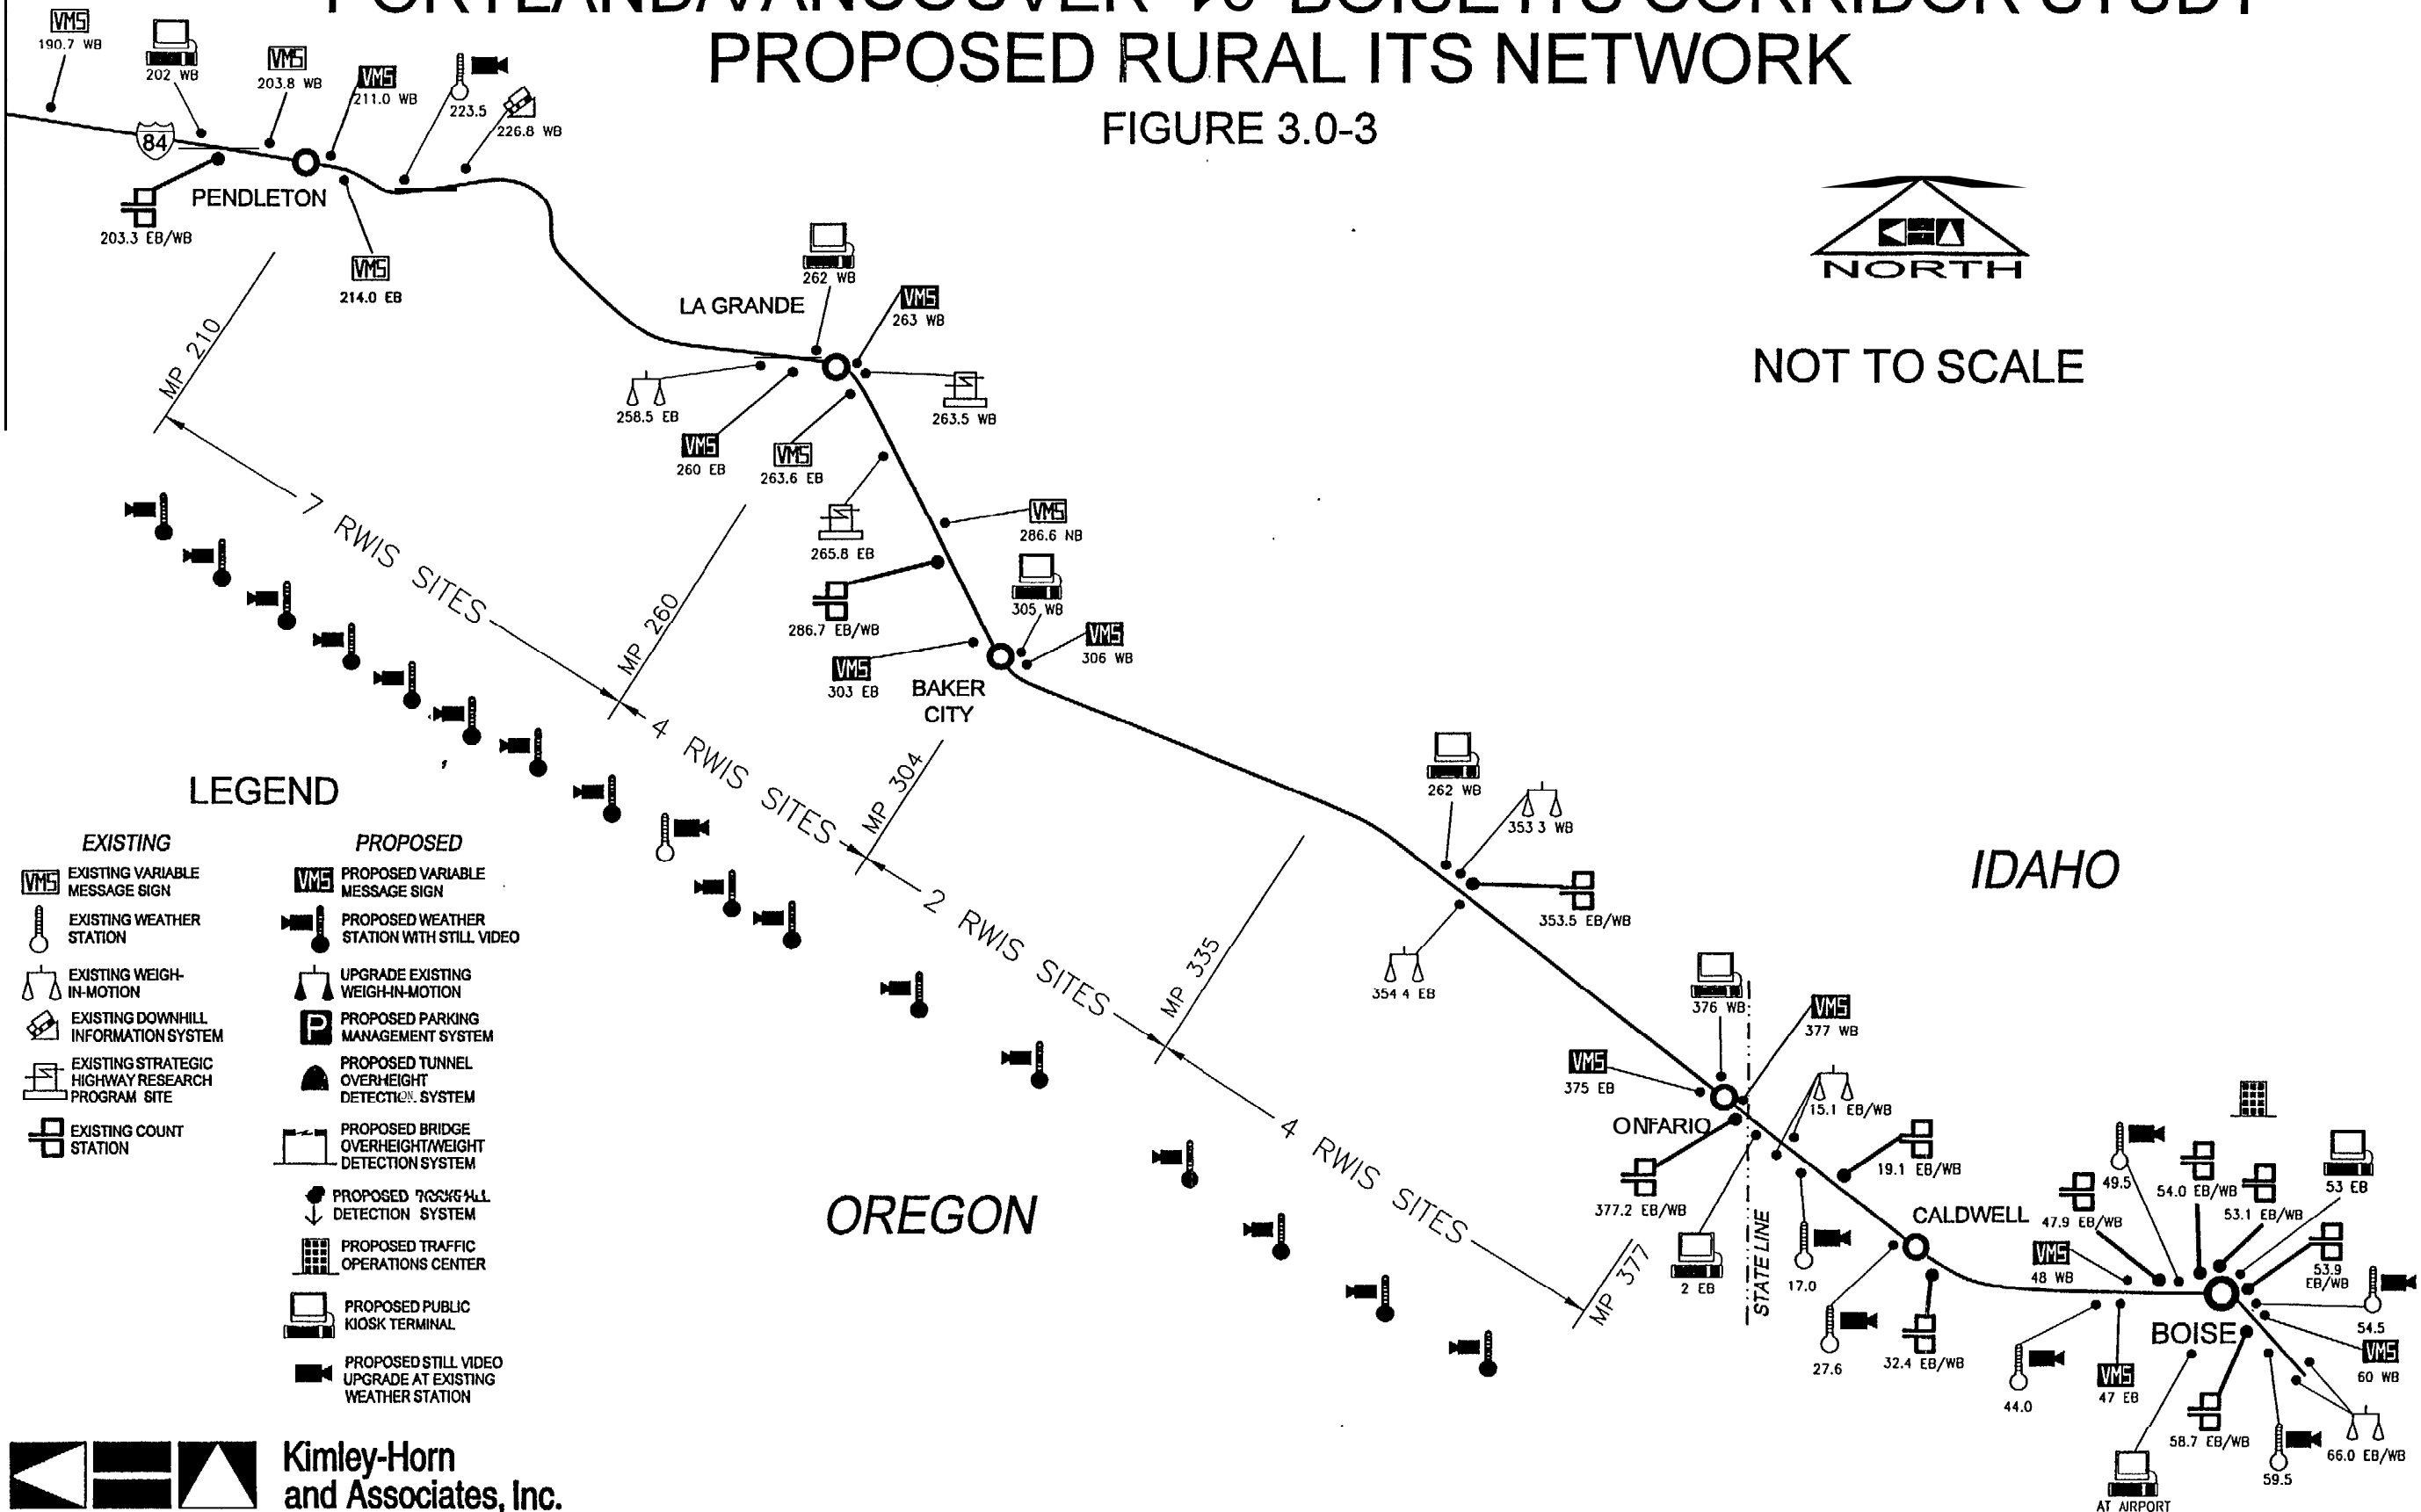 PORTLAND/VANCOUVER to BOISE ITS CORRIDOR STUDY
PROPOSED RURAL ITS NETWORK
FIGURE 3.0-3
VMS
190.7 WB
202 WB
VMS
203.8 WB
VMS
211.0 WB
223.5
226.8 WB
84
PENDLETON
203.3 EB/WB
VMS
214.0 EB
NORTH
NOT TO SCALE
262 WB
LA GRANDE
VMS
263 WB
258.5 EB
263.5 WB
VMS
260 EB
VMS
263.6 EB
265.8 EB
VMS
286.6 NB
286.7 EB/WB
305 WB
VMS
306 WB
VMS
303 EB
BAKER
CITY
MP 210
7 RWIS SITES
MP 260
4 RWIS SITES
MP 304
2 RWIS SITES
MP 335
4 RWIS SITES
MP 377
262 WB
353 3 WB
353.5 EB/WB
354 4 EB
IDAHO
OREGON
376 WB
VMS
377 WB
VMS
375 EB
ONTARIO
377.2 EB/WB
2 EB
STATE LINE
15.1 EB/WB
17.0
19.1 EB/WB
CALDWELL
27.6
32.4 EB/WB
47.9 EB/WB
VMS
48 WB
49.5
54.0 EB/WB
53.1 EB/WB
53 EB
53.9
EB/WB
54.5
BOISE
VMS
60 WB
44.0
VMS
47 EB
58.7 EB/WB
59.5
66.0 EB/WB
AT AIRPORT
LEGEND
EXISTING
VMS
EXISTING VARIABLE
MESSAGE SIGN
EXISTING WEATHER
STATION
EXISTING WEIGH-
IN-MOTION
EXISTING DOWNHILL
INFORMATION SYSTEM
EXISTING STRATEGIC
HIGHWAY RESEARCH
PROGRAM SITE
EXISTING COUNT
STATION
PROPOSED
VMS
PROPOSED VARIABLE
MESSAGE SIGN
PROPOSED WEATHER
STATION WITH STILL VIDEO
UPGRADE EXISTING
WEIGH-IN-MOTION
P
PROPOSED PARKING
MANAGEMENT SYSTEM
PROPOSED TUNNEL
OVERHEIGHT
DETECTION SYSTEM
PROPOSED BRIDGE
OVERHEIGHT/WEIGHT
DETECTION SYSTEM
PROPOSED ROCKFALL
DETECTION SYSTEM
PROPOSED TRAFFIC
OPERATIONS CENTER
PROPOSED PUBLIC
KIOSK TERMINAL
PROPOSED STILL VIDEO
UPGRADE AT EXISTING
WEATHER STATION
Kimley-Horn
and Associates, Inc.